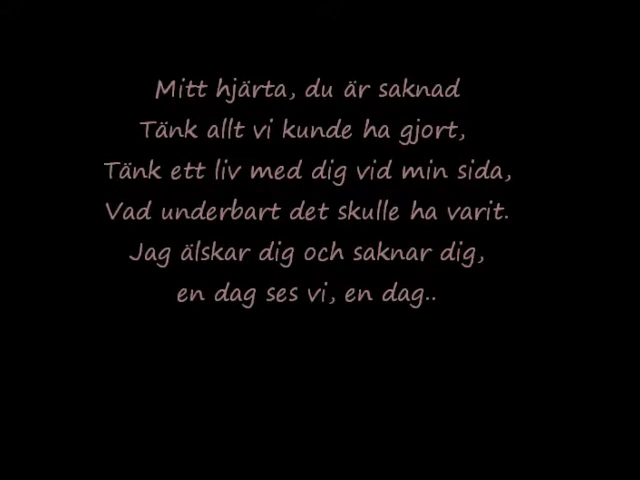 Mitt hjärta, du är saknad
Tänk allt vi kunde ha gjort,
Tänk ett liv med dig vid min sida,
Vad underbart det skulle ha varit.
Jag älskar dig och saknar dig,
en dag ses vi, en dag..